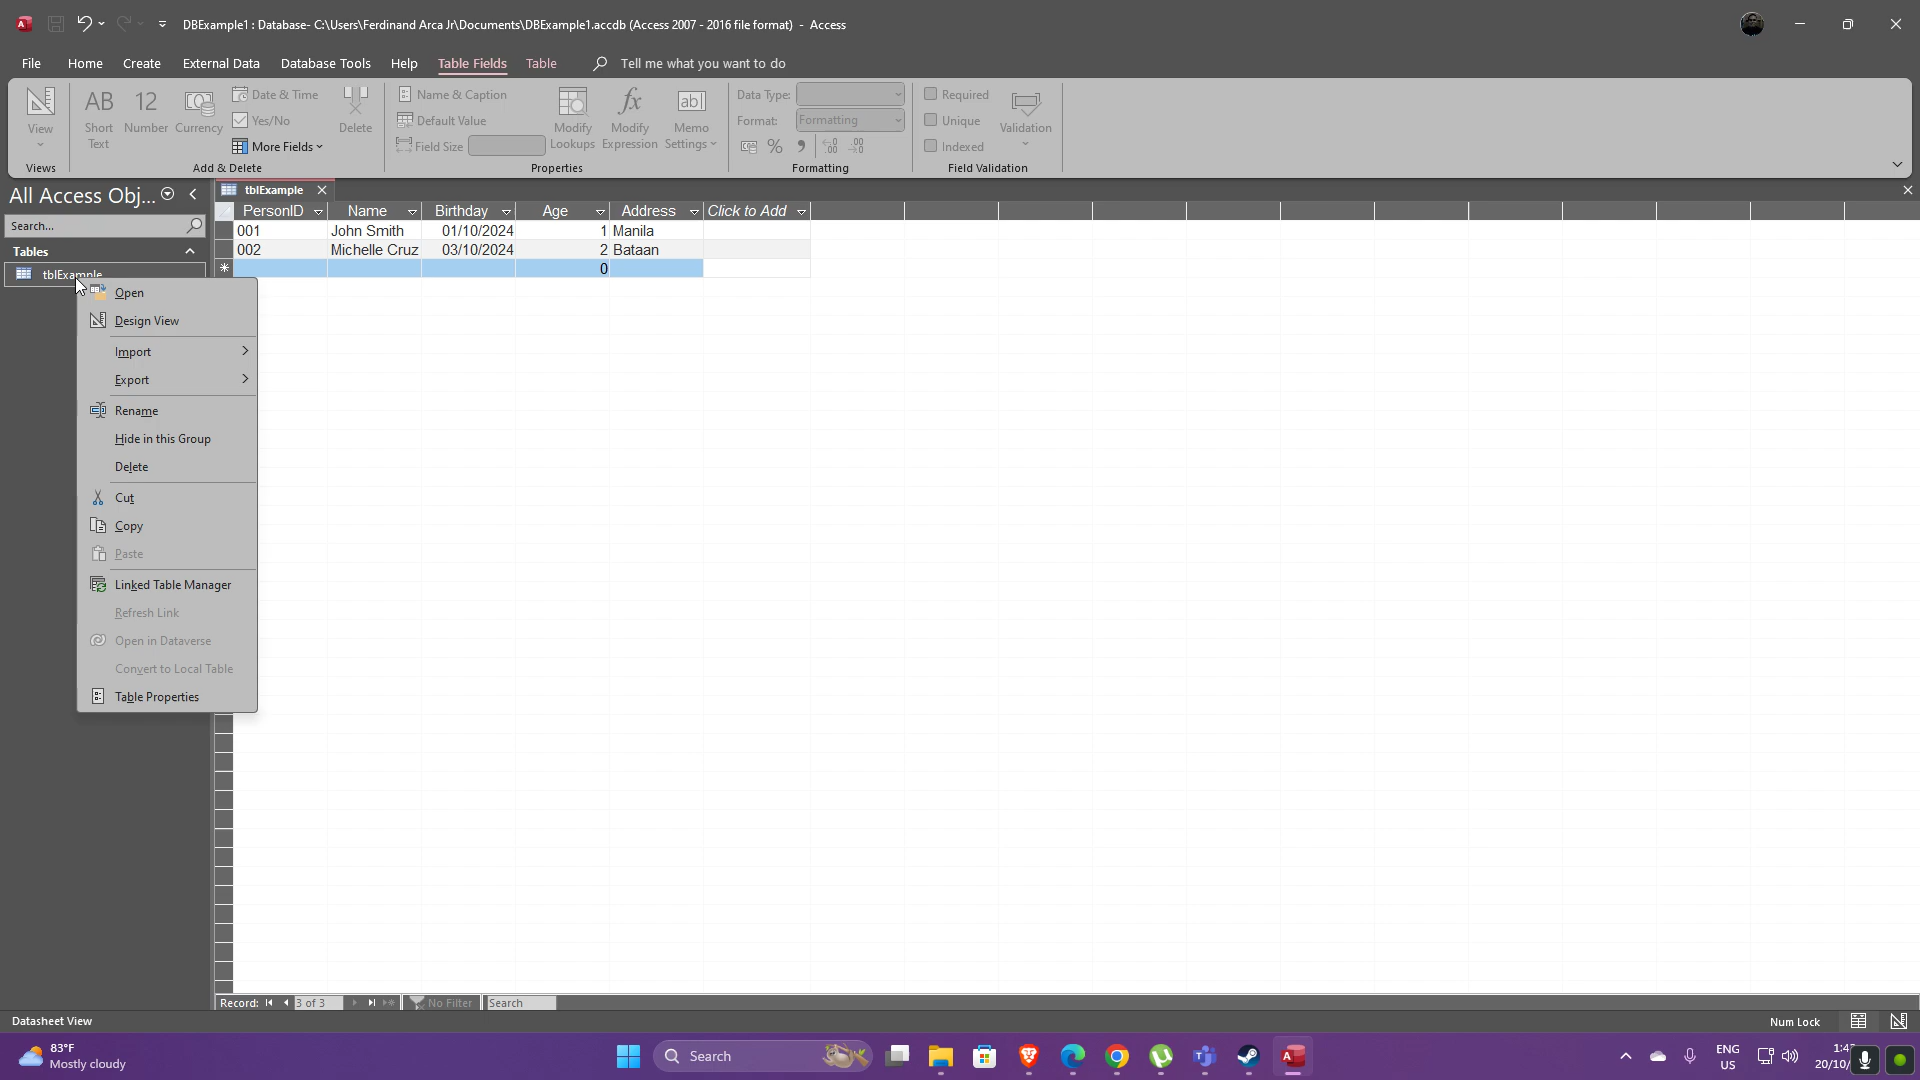 DBExample1 : Database- C:\Users\Ferdinand Arca Jr\Documents\DBExample1.accdb (Access 2007 - 2016 file format) - Access
File Home Create External Data Database Tools Help Table Fields Table Tell me what you want to do
View
Views
AB
Short
Text
12
Number
Currency
Date & Time
Yes/No
More Fields
Delete
Add & Delete
Name & Caption
Default Value
Field Size
Modify
Lookups
fx
Modify
Expression
ab
Memo
Settings
Properties
Data Type:
Format: Formatting
%
Formatting
Required
Unique
Indexed
Validation
Field Validation
All Access Obj...
Search...
Tables
tblExample
tblExample
PersonID Name Birthday Age Address Click to Add
001 John Smith 01/10/2024 1 Manila
002 Michelle Cruz 03/10/2024 2 Bataan
* 0
Open
Design View
Import
Export
Rename
Hide in this Group
Delete
Cut
Copy
Paste
Linked Table Manager
Refresh Link
Open in Dataverse
Convert to Local Table
Table Properties
Record: 3 of 3 No Filter Search
Datasheet View
Num Lock
83°F
Mostly cloudy
Search
ENG
US
20/10/